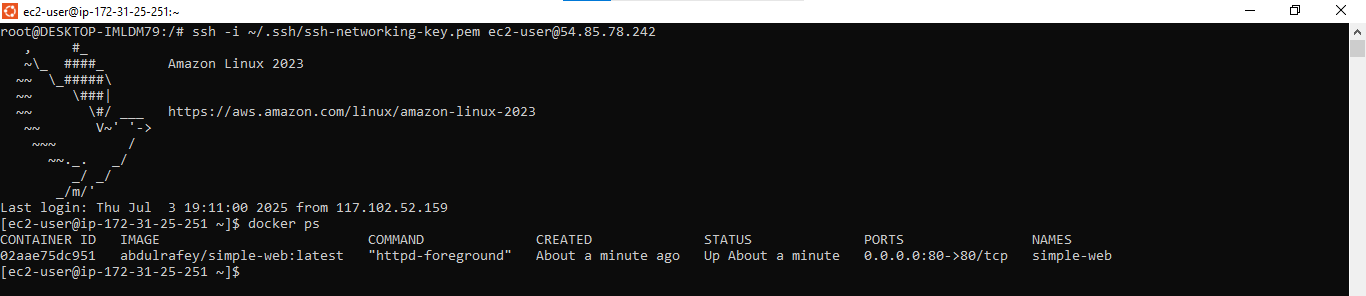 ec2-user@ip-172-31-25-251:~
root@DESKTOP-IMLDM79:/# ssh -i ~/.ssh/ssh-networking-key.pem ec2-user@54.85.78.242
   ,     #_
   ~\_  ####_        Amazon Linux 2023
  ~~  \_#####\
  ~~     \###|
  ~~       \#/ ___   https://aws.amazon.com/linux/amazon-linux-2023
   ~~       V~' '->
    ~~~         /
      ~~._.   _/
         _/ _/
       _/m/'
Last login: Thu Jul  3 19:11:00 2025 from 117.102.52.159
[ec2-user@ip-172-31-25-251 ~]$ docker ps
CONTAINER ID   IMAGE                          COMMAND              CREATED              STATUS              PORTS                NAMES
02aae75dc951   abdulrafey/simple-web:latest   "httpd-foreground"   About a minute ago   Up About a minute   0.0.0.0:80->80/tcp   simple-web
[ec2-user@ip-172-31-25-251 ~]$